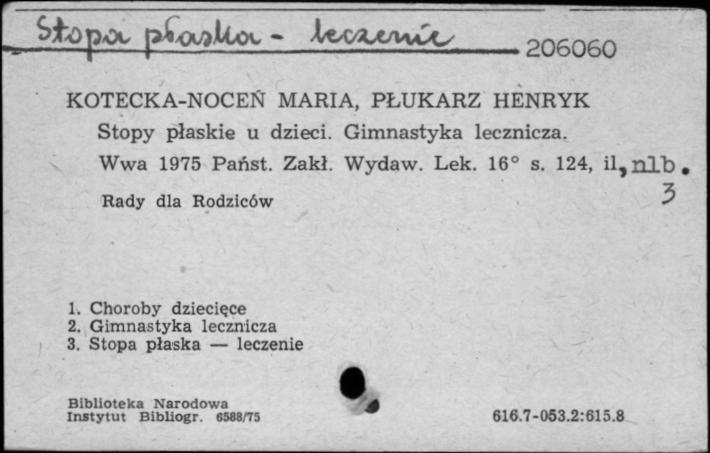 Stopa płaska - leczenie
206060
KOTECKA-NOCEŃ MARIA, PŁUKARZ HENRYK
Stopy płaskie u dzieci. Gimnastyka lecznicza.
Wwa 1975 Państ. Zakł. Wydaw. Lek. 16° s. 124, il, nlb.
3
Rady dla Rodziców
1. Choroby dziecięce
2. Gimnastyka lecznicza
3. Stopa płaska — leczenie
Biblioteka Narodowa
Instytut Bibliogr. 6588/75
616.7-053.2:615.8